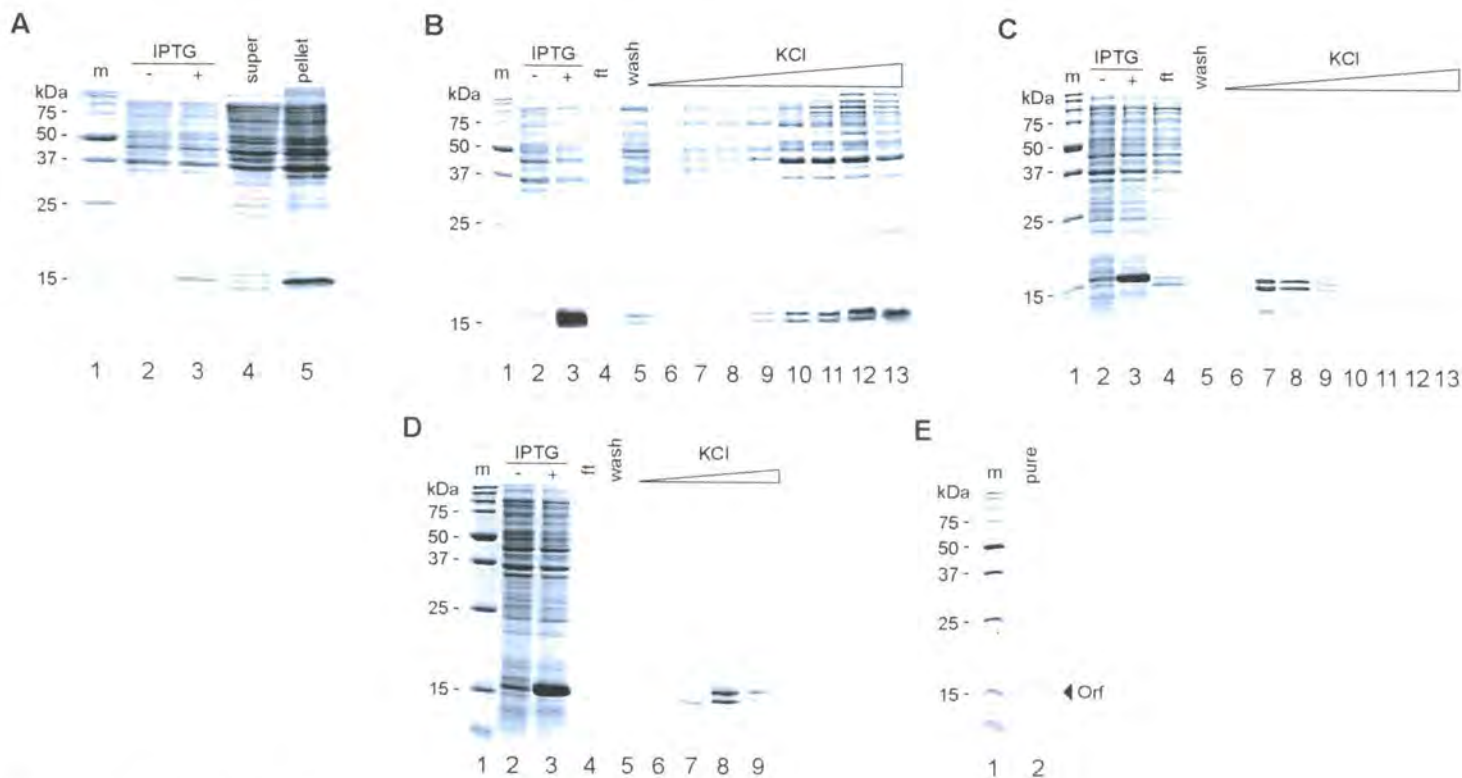 A
IPTG
m - + super pellet
kDa
75 -
50 -
37 -
25 -
15 -
1 2 3 4 5
B
IPTG KCl
m - + ft wash
kDa
75 -
50 -
37 -
25 -
15 -
1 2 3 4 5 6 7 8 9 10 11 12 13
C
IPTG KCl
m - + ft wash
kDa
75 -
50 -
37 -
25 -
15 -
1 2 3 4 5 6 7 8 9 10 11 12 13
D
IPTG KCl
m - + ft wash
kDa
75 -
50 -
37 -
25 -
15 -
1 2 3 4 5 6 7 8 9
E
m pure
kDa
75 -
50 -
37 -
25 -
15 - Orf
1 2